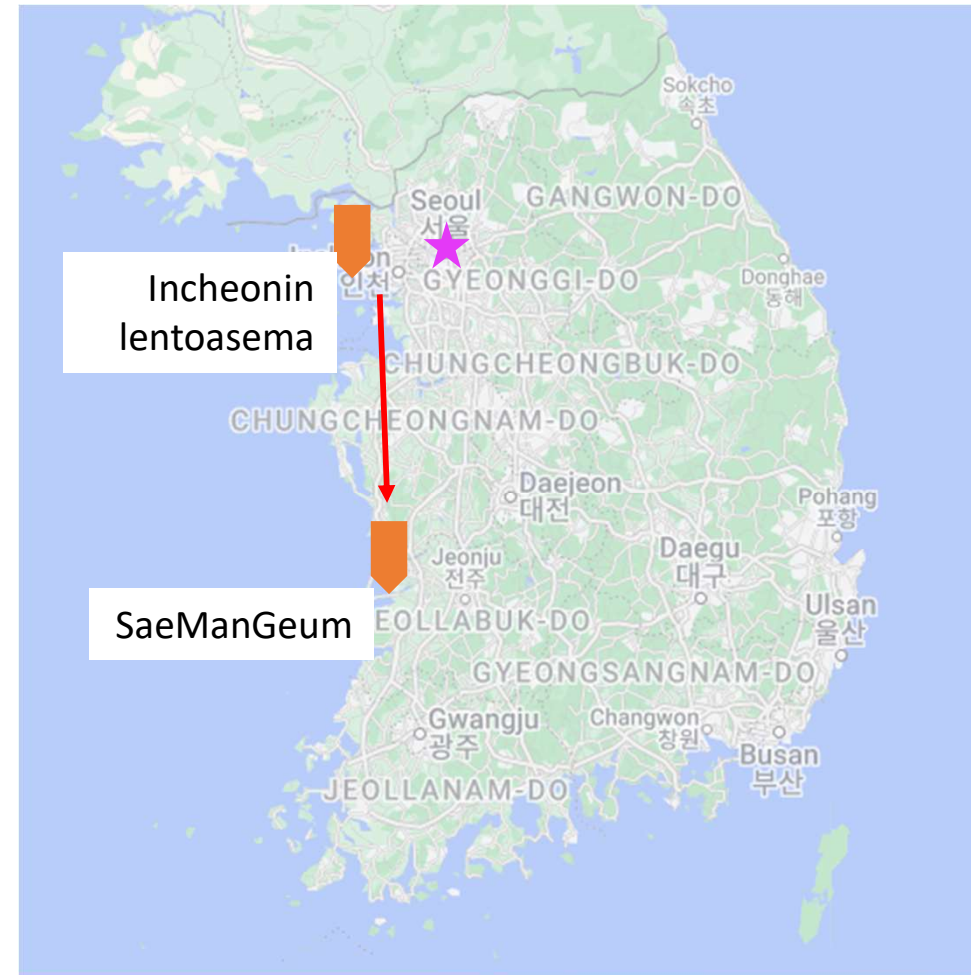 Sokcho
속초
Seoul
서울
GANGWON-DO
Incheonin
lentoasema
인천
GYEONGGI-DO
Donghae
동해
CHUNGCHEONGBUK-DO
CHUNGCHEONGNAM-DO
Daejeon
대전
Pohang
포항
Jeonju
전주
Daegu
대구
SaeManGeum
EOLLABUK-DO
Ulsan
울산
GYEONGSANGNAM-DO
Gwangju
광주
Changwon
창원
Busan
부산
JEOLLANAM-DO